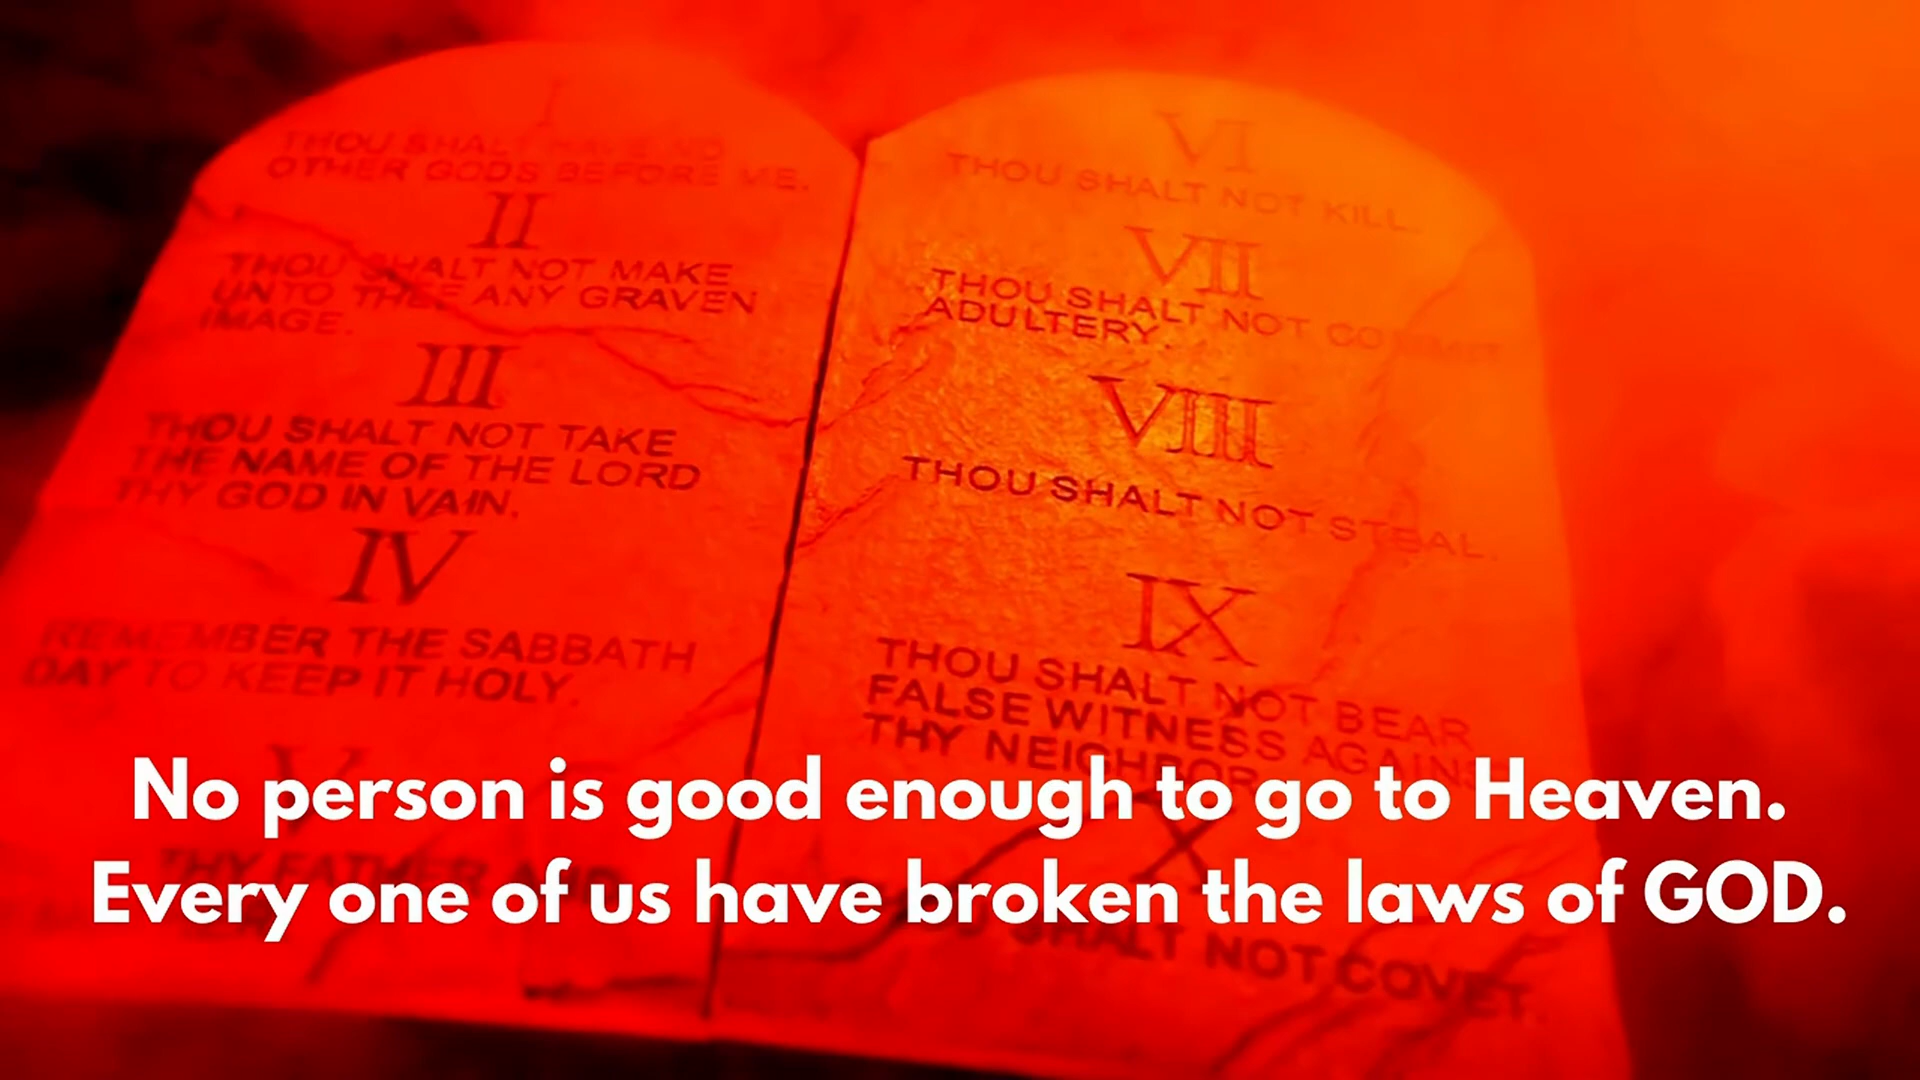 I
THOU SHALT HAVE NO
OTHER GODS BEFORE ME.
II
THOU SHALT NOT MAKE
UNTO THEE ANY GRAVEN
IMAGE.
III
THOU SHALT NOT TAKE
THE NAME OF THE LORD
THY GOD IN VAIN.
IV
REMEMBER THE SABBATH
DAY TO KEEP IT HOLY.
V
THY FATHER AND
VI
THOU SHALT NOT KILL.
VII
THOU SHALT NOT COMMIT
ADULTERY.
VIII
THOU SHALT NOT STEAL.
IX
THOU SHALT NOT BEAR
FALSE WITNESS AGAINST
THY NEIGHBOR
X
SHALT NOT COVET.
No person is good enough to go to Heaven.
Every one of us have broken the laws of GOD.